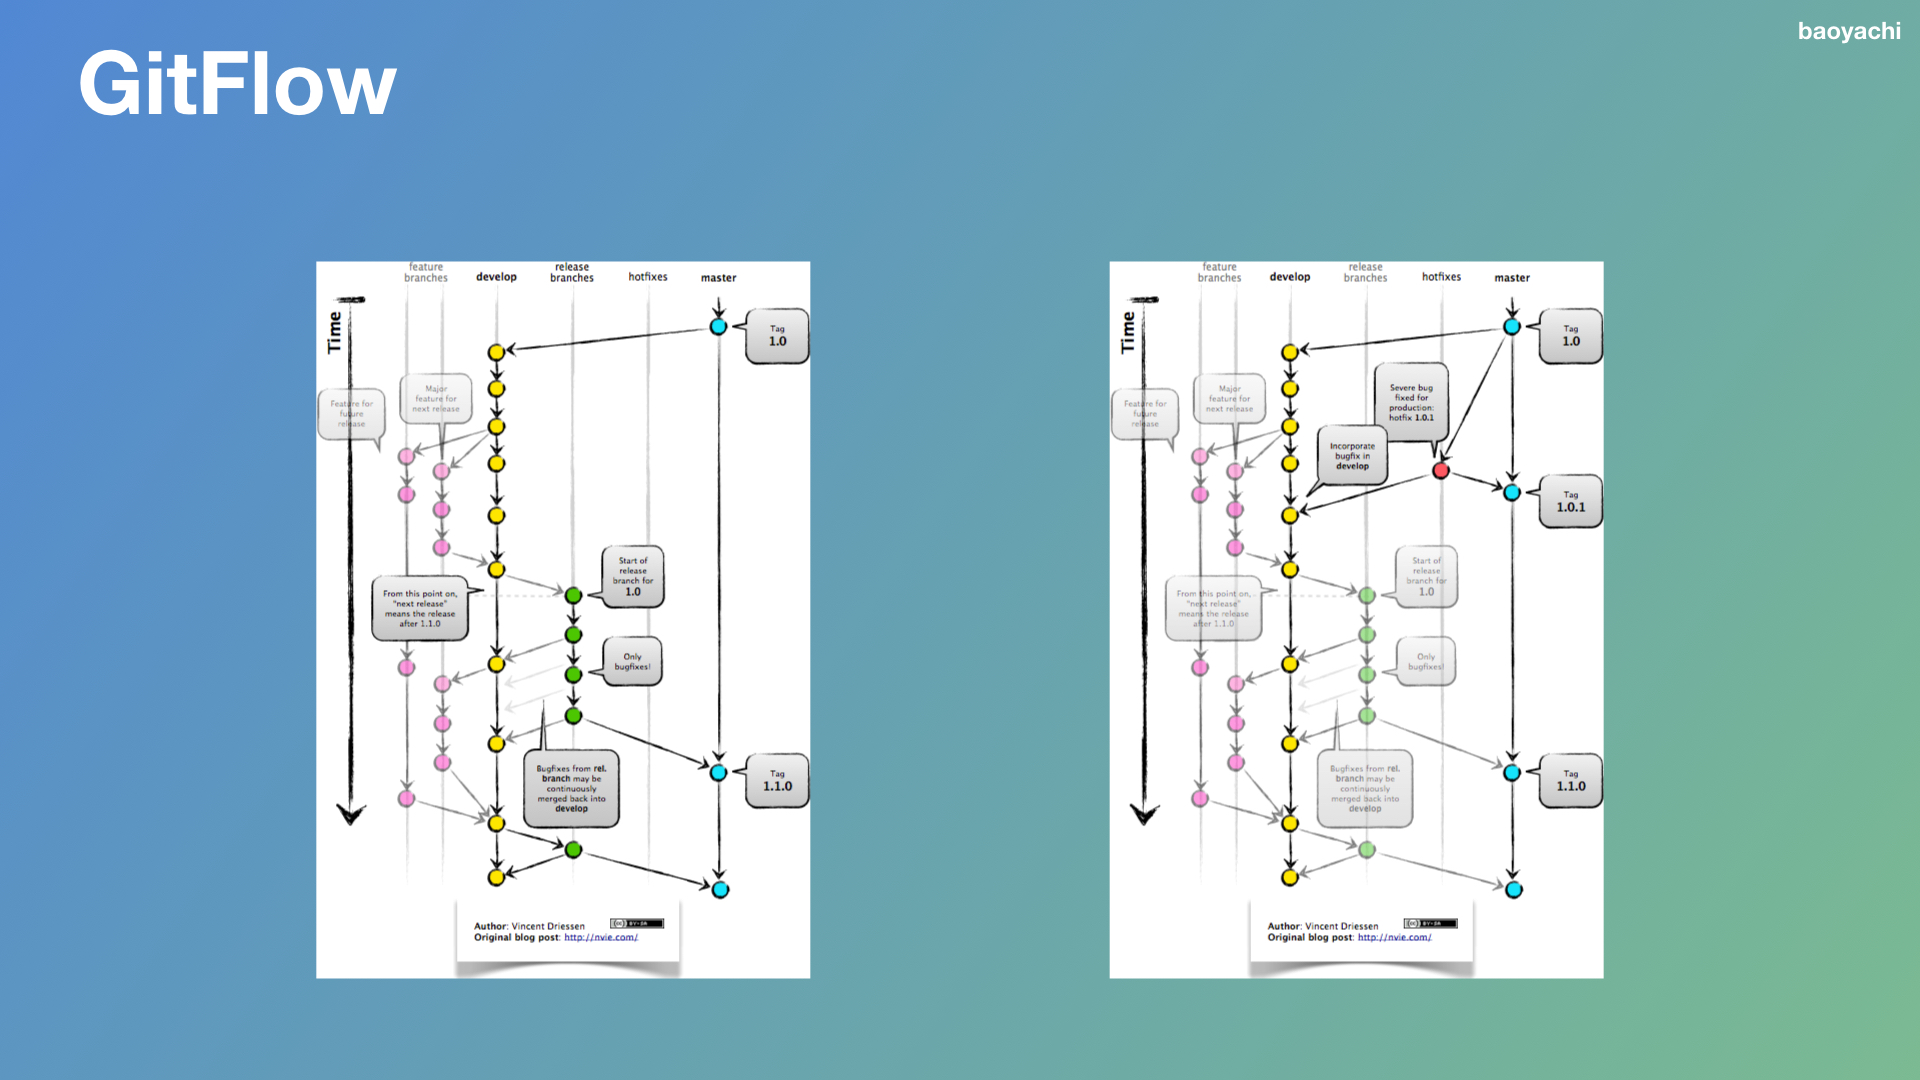 baoyachi
GitFlow
feature
branches
develop
release
branches
hotfixes
master
Time
Tag
1.0
Feature for
future
release
Major
feature for
next release
Start of
release
branch for
1.0
From this point on,
"next release"
means the release
after 1.1.0
Only
bugfixes!
Bugfixes from rel.
branch may be
continuously
merged back into
develop
Tag
1.1.0
Author: Vincent Driessen
(cc) BY-SA
Original blog post: http://nvie.com/
feature
branches
develop
release
branches
hotfixes
master
Time
Tag
1.0
Feature for
future
release
Major
feature for
next release
Severe bug
fixed for
production:
hotfix 1.0.1
Incorporate
bugfix in
develop
Tag
1.0.1
Start of
release
branch for
1.0
From this point on,
"next release"
means the release
after 1.1.0
Only
bugfixes!
Bugfixes from rel.
branch may be
continuously
merged back into
develop
Tag
1.1.0
Author: Vincent Driessen
(cc) BY-SA
Original blog post: http://nvie.com/